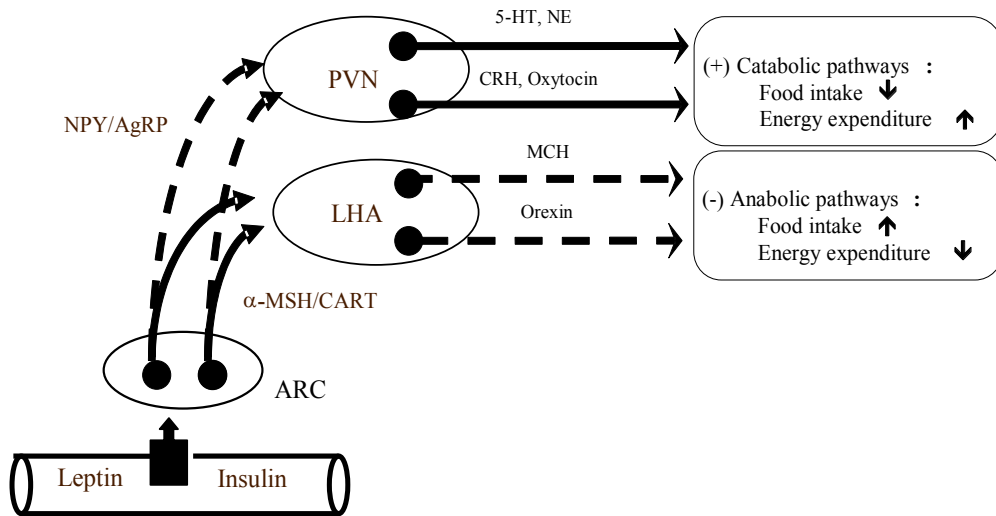 5-HT, NE
PVN
CRH, Oxytocin
(+) Catabolic pathways :
Food intake ↓
Energy expenditure ↑
NPY/AgRP
MCH
LHA
Orexin
(-) Anabolic pathways :
Food intake ↑
Energy expenditure ↓
α-MSH/CART
ARC
Leptin
Insulin